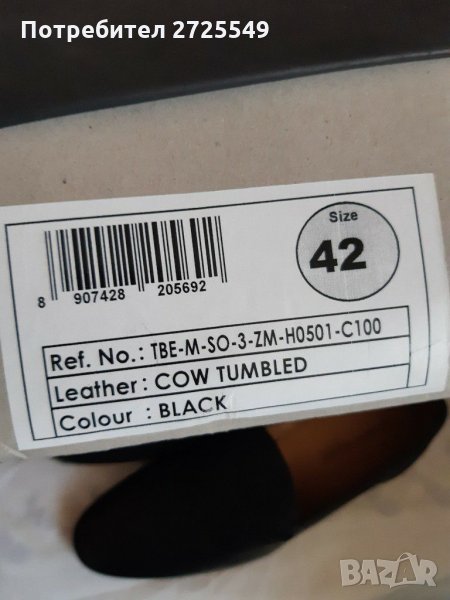 Потребител 2725549
Size
42
8 907428 205692
Ref. No.: TBE-M-SO-3-ZM-H0501-C100
Leather: COW TUMBLED
Colour : BLACK
BAZAR